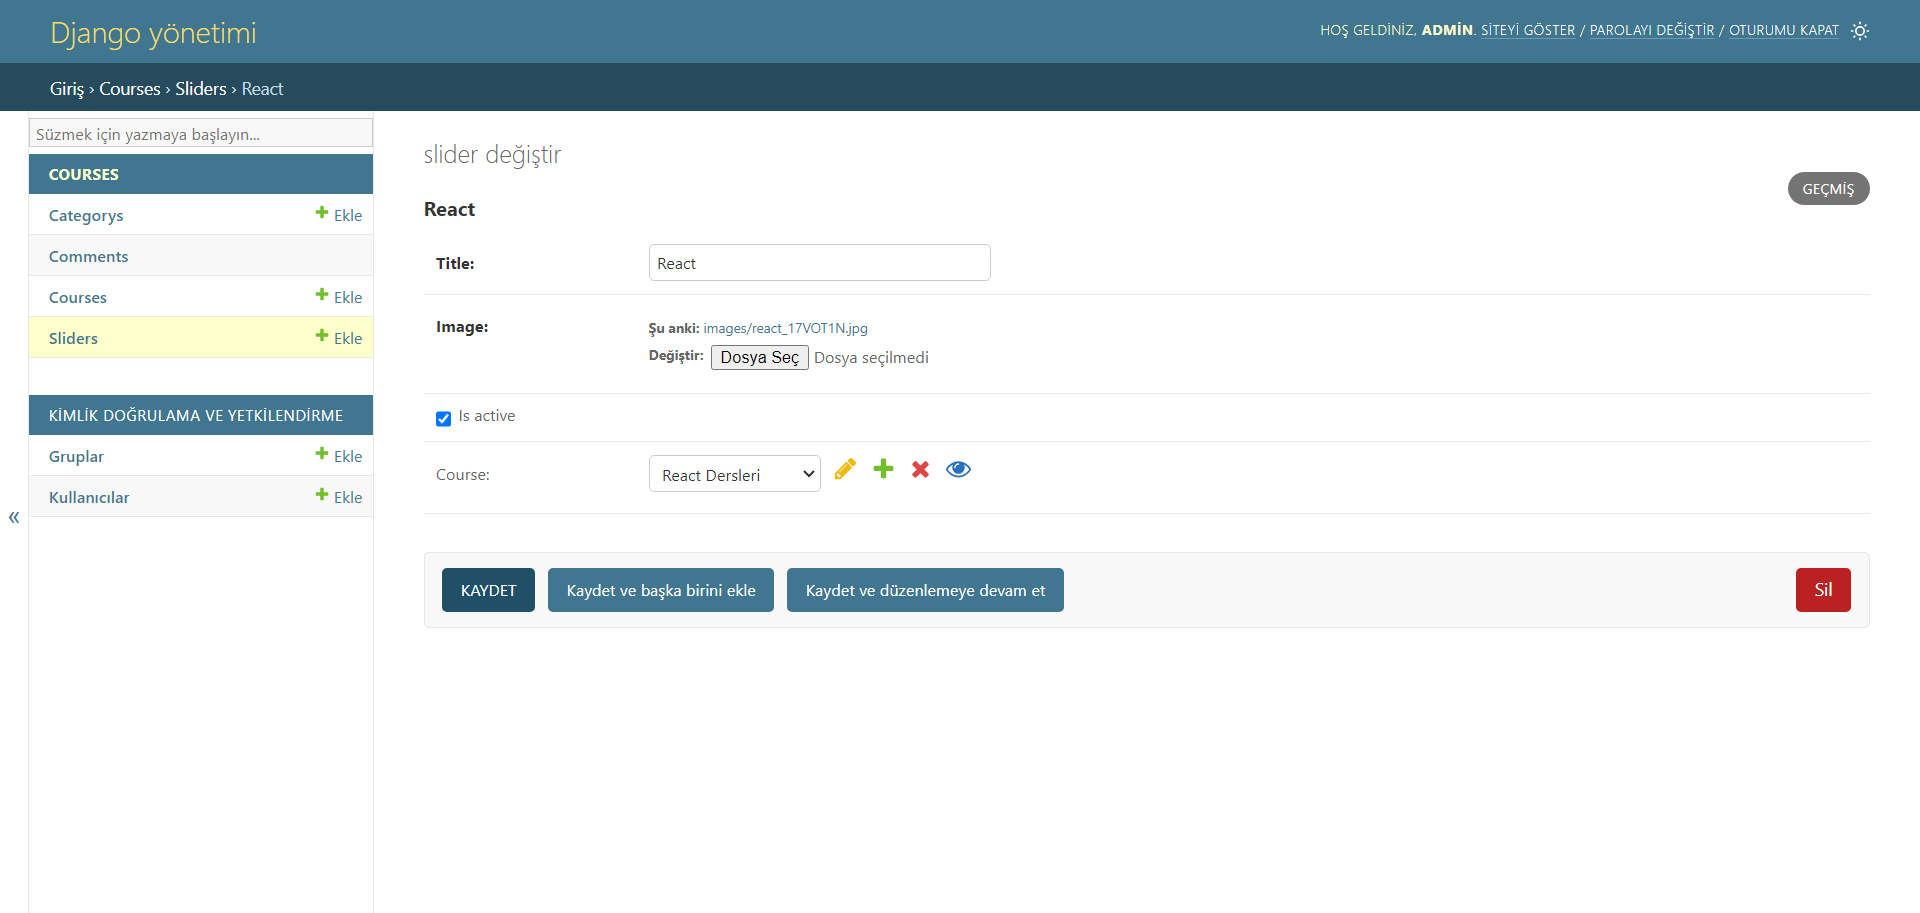 Django yönetimi
HOŞ GELDİNİZ, ADMIN. SİTEYİ GÖSTER / PAROLAYI DEĞİŞTİR / OTURUMU KAPAT
Giriş › Courses › Sliders › React
Süzmek için yazmaya başlayın...
COURSES
Categorys Ekle
Comments
Courses Ekle
Sliders Ekle
KİMLİK DOĞRULAMA VE YETKİLENDİRME
Gruplar Ekle
Kullanıcılar Ekle
«
slider değiştir
GEÇMİŞ
React
Title: React
Image: Şu anki: images/react_17VOT1N.jpg
Değiştir: Dosya Seç Dosya seçilmedi
Is active
Course: React Dersleri
KAYDET Kaydet ve başka birini ekle Kaydet ve düzenlemeye devam et Sil